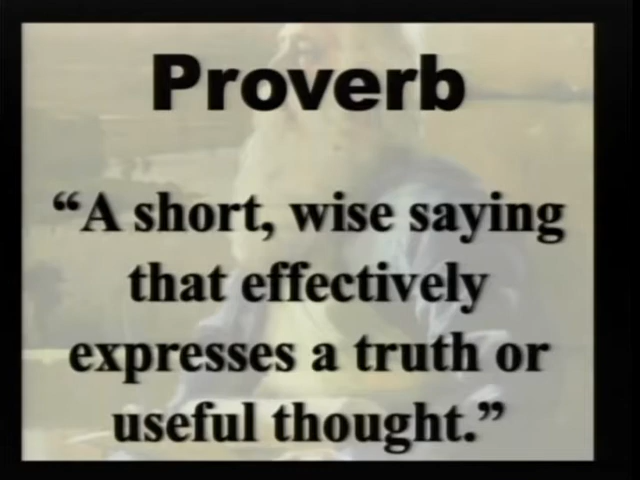 Proverb
“A short, wise saying
that effectively
expresses a truth or
useful thought.”